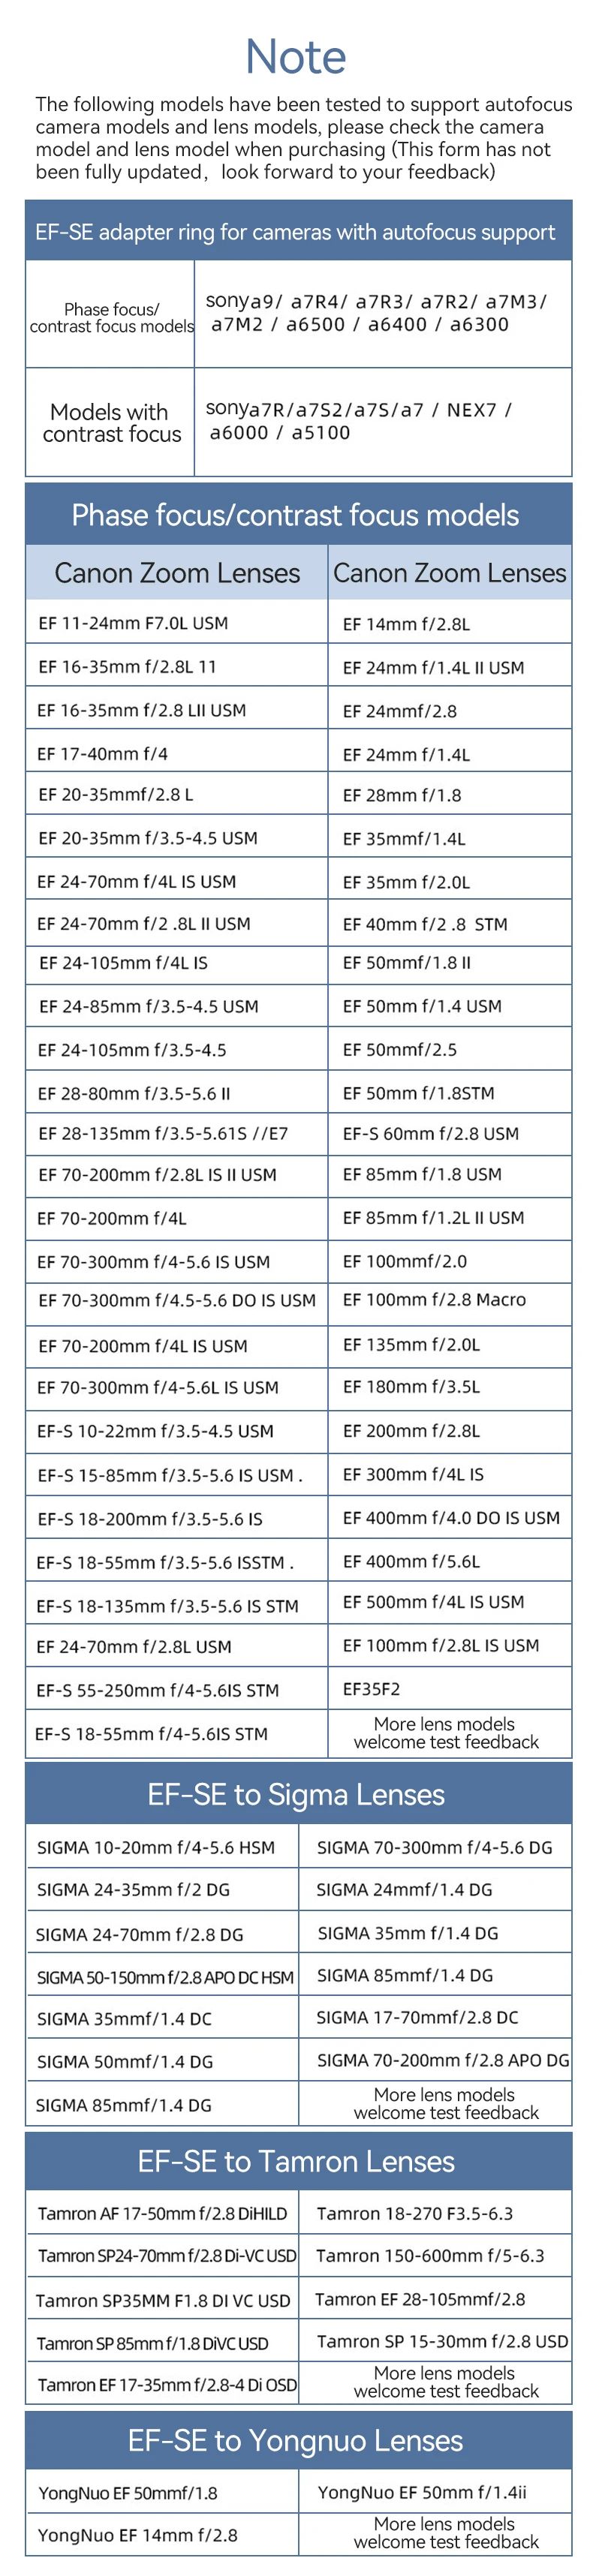 Note
The following models have been tested to support autofocus
camera models and lens models, please check the camera
model and lens model when purchasing (This form has not
been fully updated, look forward to your feedback)
EF-SE adapter ring for cameras with autofocus support
Phase focus/
contrast focus models
sonya9/ a7R4/ a7R3/ a7R2/ a7M3/
a7M2 / a6500 / a6400 / a6300
Models with
contrast focus
sonya7R/a7S2/a7S/a7 / NEX7 /
a6000 / a5100
Phase focus/contrast focus models
Canon Zoom Lenses
Canon Zoom Lenses
EF 11-24mm F7.0L USM
EF 14mm f/2.8L
EF 16-35mm f/2.8L 11
EF 24mm f/1.4L II USM
EF 16-35mm f/2.8 LII USM
EF 24mmf/2.8
EF 17-40mm f/4
EF 24mm f/1.4L
EF 20-35mmf/2.8 L
EF 28mm f/1.8
EF 20-35mm f/3.5-4.5 USM
EF 35mmf/1.4L
EF 24-70mm f/4L IS USM
EF 35mm f/2.0L
EF 24-70mm f/2 .8L II USM
EF 40mm f/2 .8 STM
EF 24-105mm f/4L IS
EF 50mmf/1.8 II
EF 24-85mm f/3.5-4.5 USM
EF 50mm f/1.4 USM
EF 24-105mm f/3.5-4.5
EF 50mmf/2.5
EF 28-80mm f/3.5-5.6 II
EF 50mm f/1.8STM
EF 28-135mm f/3.5-5.61S //E7
EF-S 60mm f/2.8 USM
EF 70-200mm f/2.8L IS II USM
EF 85mm f/1.8 USM
EF 70-200mm f/4L
EF 85mm f/1.2L II USM
EF 70-300mm f/4-5.6 IS USM
EF 100mmf/2.0
EF 70-300mm f/4.5-5.6 DO IS USM
EF 100mm f/2.8 Macro
EF 70-200mm f/4L IS USM
EF 135mm f/2.0L
EF 70-300mm f/4-5.6L IS USM
EF 180mm f/3.5L
EF-S 10-22mm f/3.5-4.5 USM
EF 200mm f/2.8L
EF-S 15-85mm f/3.5-5.6 IS USM .
EF 300mm f/4L IS
EF-S 18-200mm f/3.5-5.6 IS
EF 400mm f/4.0 DO IS USM
EF-S 18-55mm f/3.5-5.6 ISSTM .
EF 400mm f/5.6L
EF-S 18-135mm f/3.5-5.6 IS STM
EF 500mm f/4L IS USM
EF 24-70mm f/2.8L USM
EF 100mm f/2.8L IS USM
EF-S 55-250mm f/4-5.6IS STM
EF35F2
EF-S 18-55mm f/4-5.6IS STM
More lens models
welcome test feedback
EF-SE to Sigma Lenses
SIGMA 10-20mm f/4-5.6 HSM
SIGMA 70-300mm f/4-5.6 DG
SIGMA 24-35mm f/2 DG
SIGMA 24mmf/1.4 DG
SIGMA 24-70mm f/2.8 DG
SIGMA 35mm f/1.4 DG
SIGMA 50-150mm f/2.8 APO DC HSM
SIGMA 85mmf/1.4 DG
SIGMA 35mmf/1.4 DC
SIGMA 17-70mmf/2.8 DC
SIGMA 50mmf/1.4 DG
SIGMA 70-200mm f/2.8 APO DG
SIGMA 85mmf/1.4 DG
More lens models
welcome test feedback
EF-SE to Tamron Lenses
Tamron AF 17-50mm f/2.8 DiHILD
Tamron 18-270 F3.5-6.3
Tamron SP24-70mm f/2.8 Di-VC USD
Tamron 150-600mm f/5-6.3
Tamron SP35MM F1.8 DI VC USD
Tamron EF 28-105mmf/2.8
Tamron SP 85mm f/1.8 DiVC USD
Tamron SP 15-30mm f/2.8 USD
Tamron EF 17-35mm f/2.8-4 Di OSD
More lens models
welcome test feedback
EF-SE to Yongnuo Lenses
YongNuo EF 50mmf/1.8
YongNuo EF 50mm f/1.4ii
YongNuo EF 14mm f/2.8
More lens models
welcome test feedback